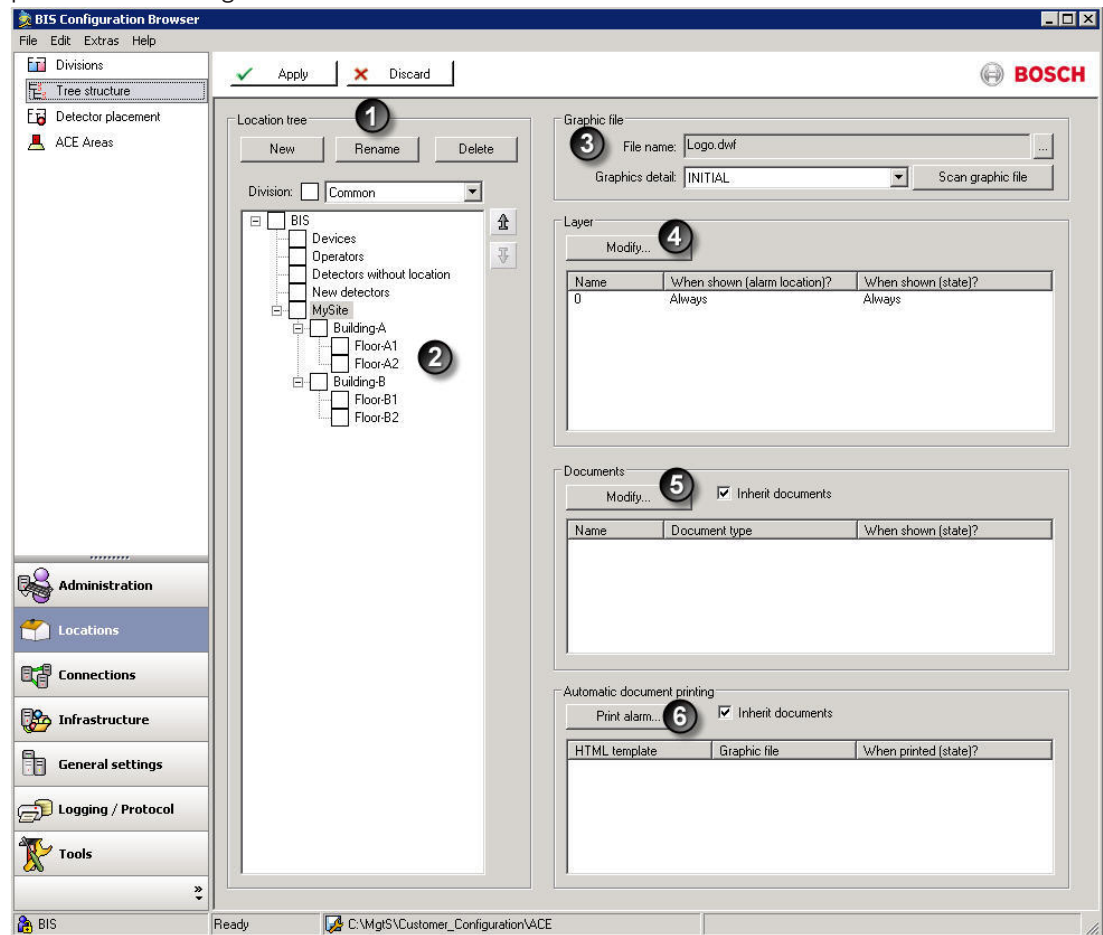 BIS Configuration Browser
File Edit Extras Help
Divisions
Tree structure
Detector placement
ACE Areas
Apply
Discard
BOSCH
Location tree
1
New
Rename
Delete
Division:
Common
BIS
Devices
Operators
Detectors without location
New detectors
MySite
Building-A
Floor-A1
Floor-A2
2
Building-B
Floor-B1
Floor-B2
Graphic file
3
File name: Logo.dwf
...
Graphics detail: INITIAL
Scan graphic file
Layer
Modify...
4
Name When shown (alarm location)? When shown (state)?
0 Always Always
Documents
Modify...
5
Inherit documents
Name Document type When shown (state)?
Automatic document printing
Print alarm...
6
Inherit documents
HTML template Graphic file When printed (state)?
Administration
Locations
Connections
Infrastructure
General settings
Logging / Protocol
Tools
»
BIS
Ready
C:\MgtS\Customer_Configuration\ACE